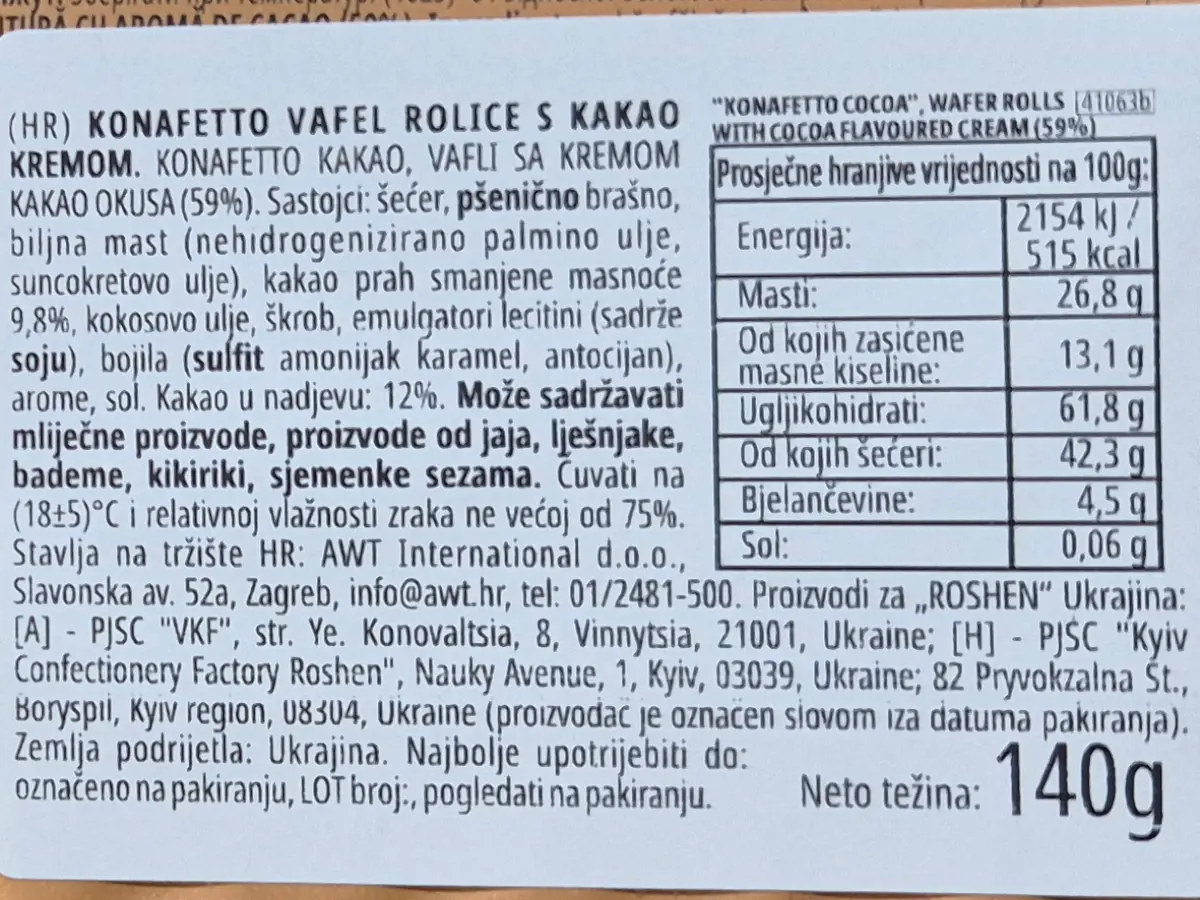 DE CACAO
(HR) KONAFETTO VAFEL ROLICE S KAKAO
KREMOM. KONAFETTO KAKAO, VAFLI SA KREMOM
KAKAO OKUSA (59%). Sastojci: šećer, pšenično brašno,
biljna mast (nehidrogenizirano palmino ulje,
suncokretovo ulje), kakao prah smanjene masnoće
9,8%, kokosovo ulje, škrob, emulgatori lecitini (sadrže
soju), bojila (sulfit amonijak karamel, antocijan),
arome, sol. Kakao u nadjevu: 12%. Može sadržavati
mliječne proizvode, proizvode od jaja, lješnjake,
bademe, kikiriki, sjemenke sezama. Čuvati na
(18±5)°C i relativnoj vlažnosti zraka ne većoj od 75%.
Stavlja na tržište HR: AWT International d.o.o.,
Slavonska av. 52a, Zagreb, info@awt.hr, tel: 01/2481-500. Proizvodi za „ROSHEN“ Ukrajina:
[A] - PJSC "VKF", str. Ye. Konovaltsia, 8, Vinnytsia, 21001, Ukraine; [H] - PJSC "Kyiv
Confectionery Factory Roshen", Nauky Avenue, 1, Kyiv, 03039, Ukraine; 82 Pryvokzalna St.,
Boryspil, Kyiv region, 08304, Ukraine (proizvođač je označen slovom iza datuma pakiranja).
Zemlja podrijetla: Ukrajina. Najbolje upotrijebiti do:
označeno na pakiranju, LOT broj:, pogledati na pakiranju.
Neto težina: 140g
"KONAFETTO COCOA", WAFER ROLLS 41063b
WITH COCOA FLAVOURED CREAM (59%)
Prosječne hranjive vrijednosti na 100g:
Energija: 2154 kJ /
515 kcal
Masti: 26,8 g
Od kojih zasićene
masne kiseline: 13,1 g
Ugljikohidrati: 61,8 g
Od kojih šećeri: 42,3 g
Bjelančevine: 4,5 g
Sol: 0,06 g